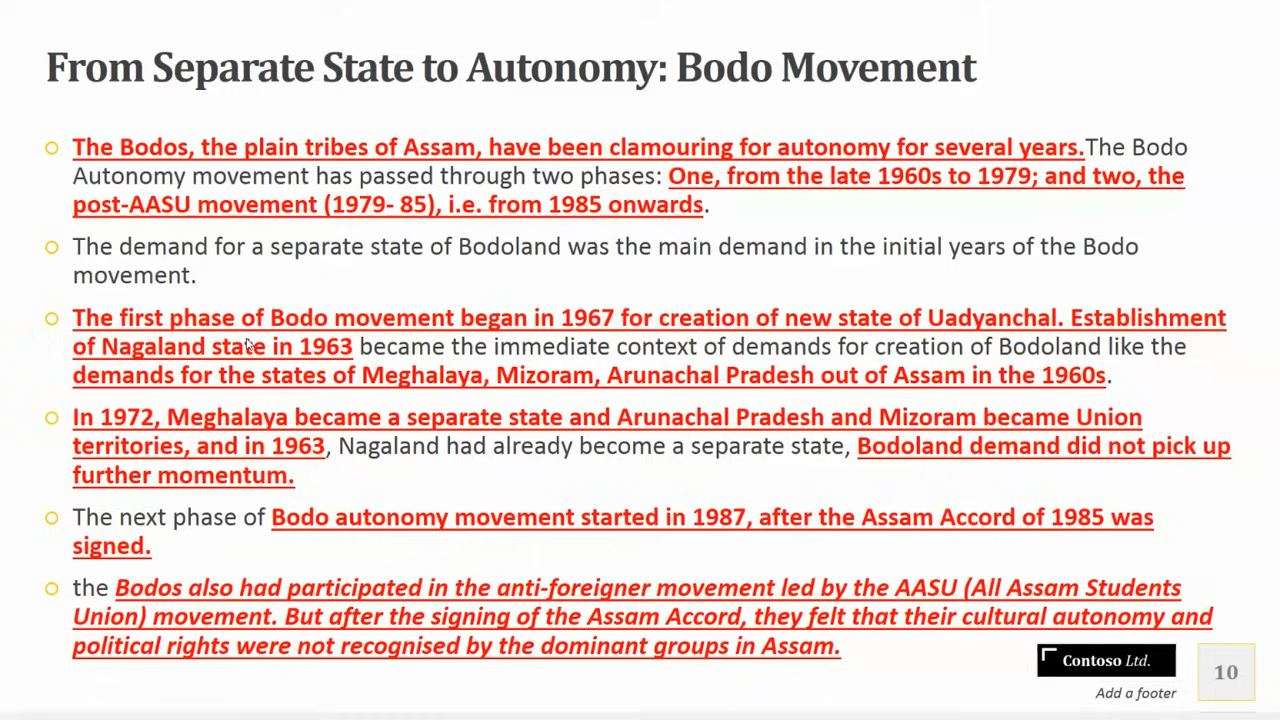 From Separate State to Autonomy: Bodo Movement
The Bodos, the plain tribes of Assam, have been clamouring for autonomy for several years.The Bodo
Autonomy movement has passed through two phases: One, from the late 1960s to 1979; and two, the
post-AASU movement (1979- 85), i.e. from 1985 onwards.
The demand for a separate state of Bodoland was the main demand in the initial years of the Bodo
movement.
The first phase of Bodo movement began in 1967 for creation of new state of Uadyanchal. Establishment
of Nagaland state in 1963 became the immediate context of demands for creation of Bodoland like the
demands for the states of Meghalaya, Mizoram, Arunachal Pradesh out of Assam in the 1960s.
In 1972, Meghalaya became a separate state and Arunachal Pradesh and Mizoram became Union
territories, and in 1963, Nagaland had already become a separate state, Bodoland demand did not pick up
further momentum.
The next phase of Bodo autonomy movement started in 1987, after the Assam Accord of 1985 was
signed.
the Bodos also had participated in the anti-foreigner movement led by the AASU (All Assam Students
Union) movement. But after the signing of the Assam Accord, they felt that their cultural autonomy and
political rights were not recognised by the dominant groups in Assam.
Contoso Ltd.
Add a footer
10